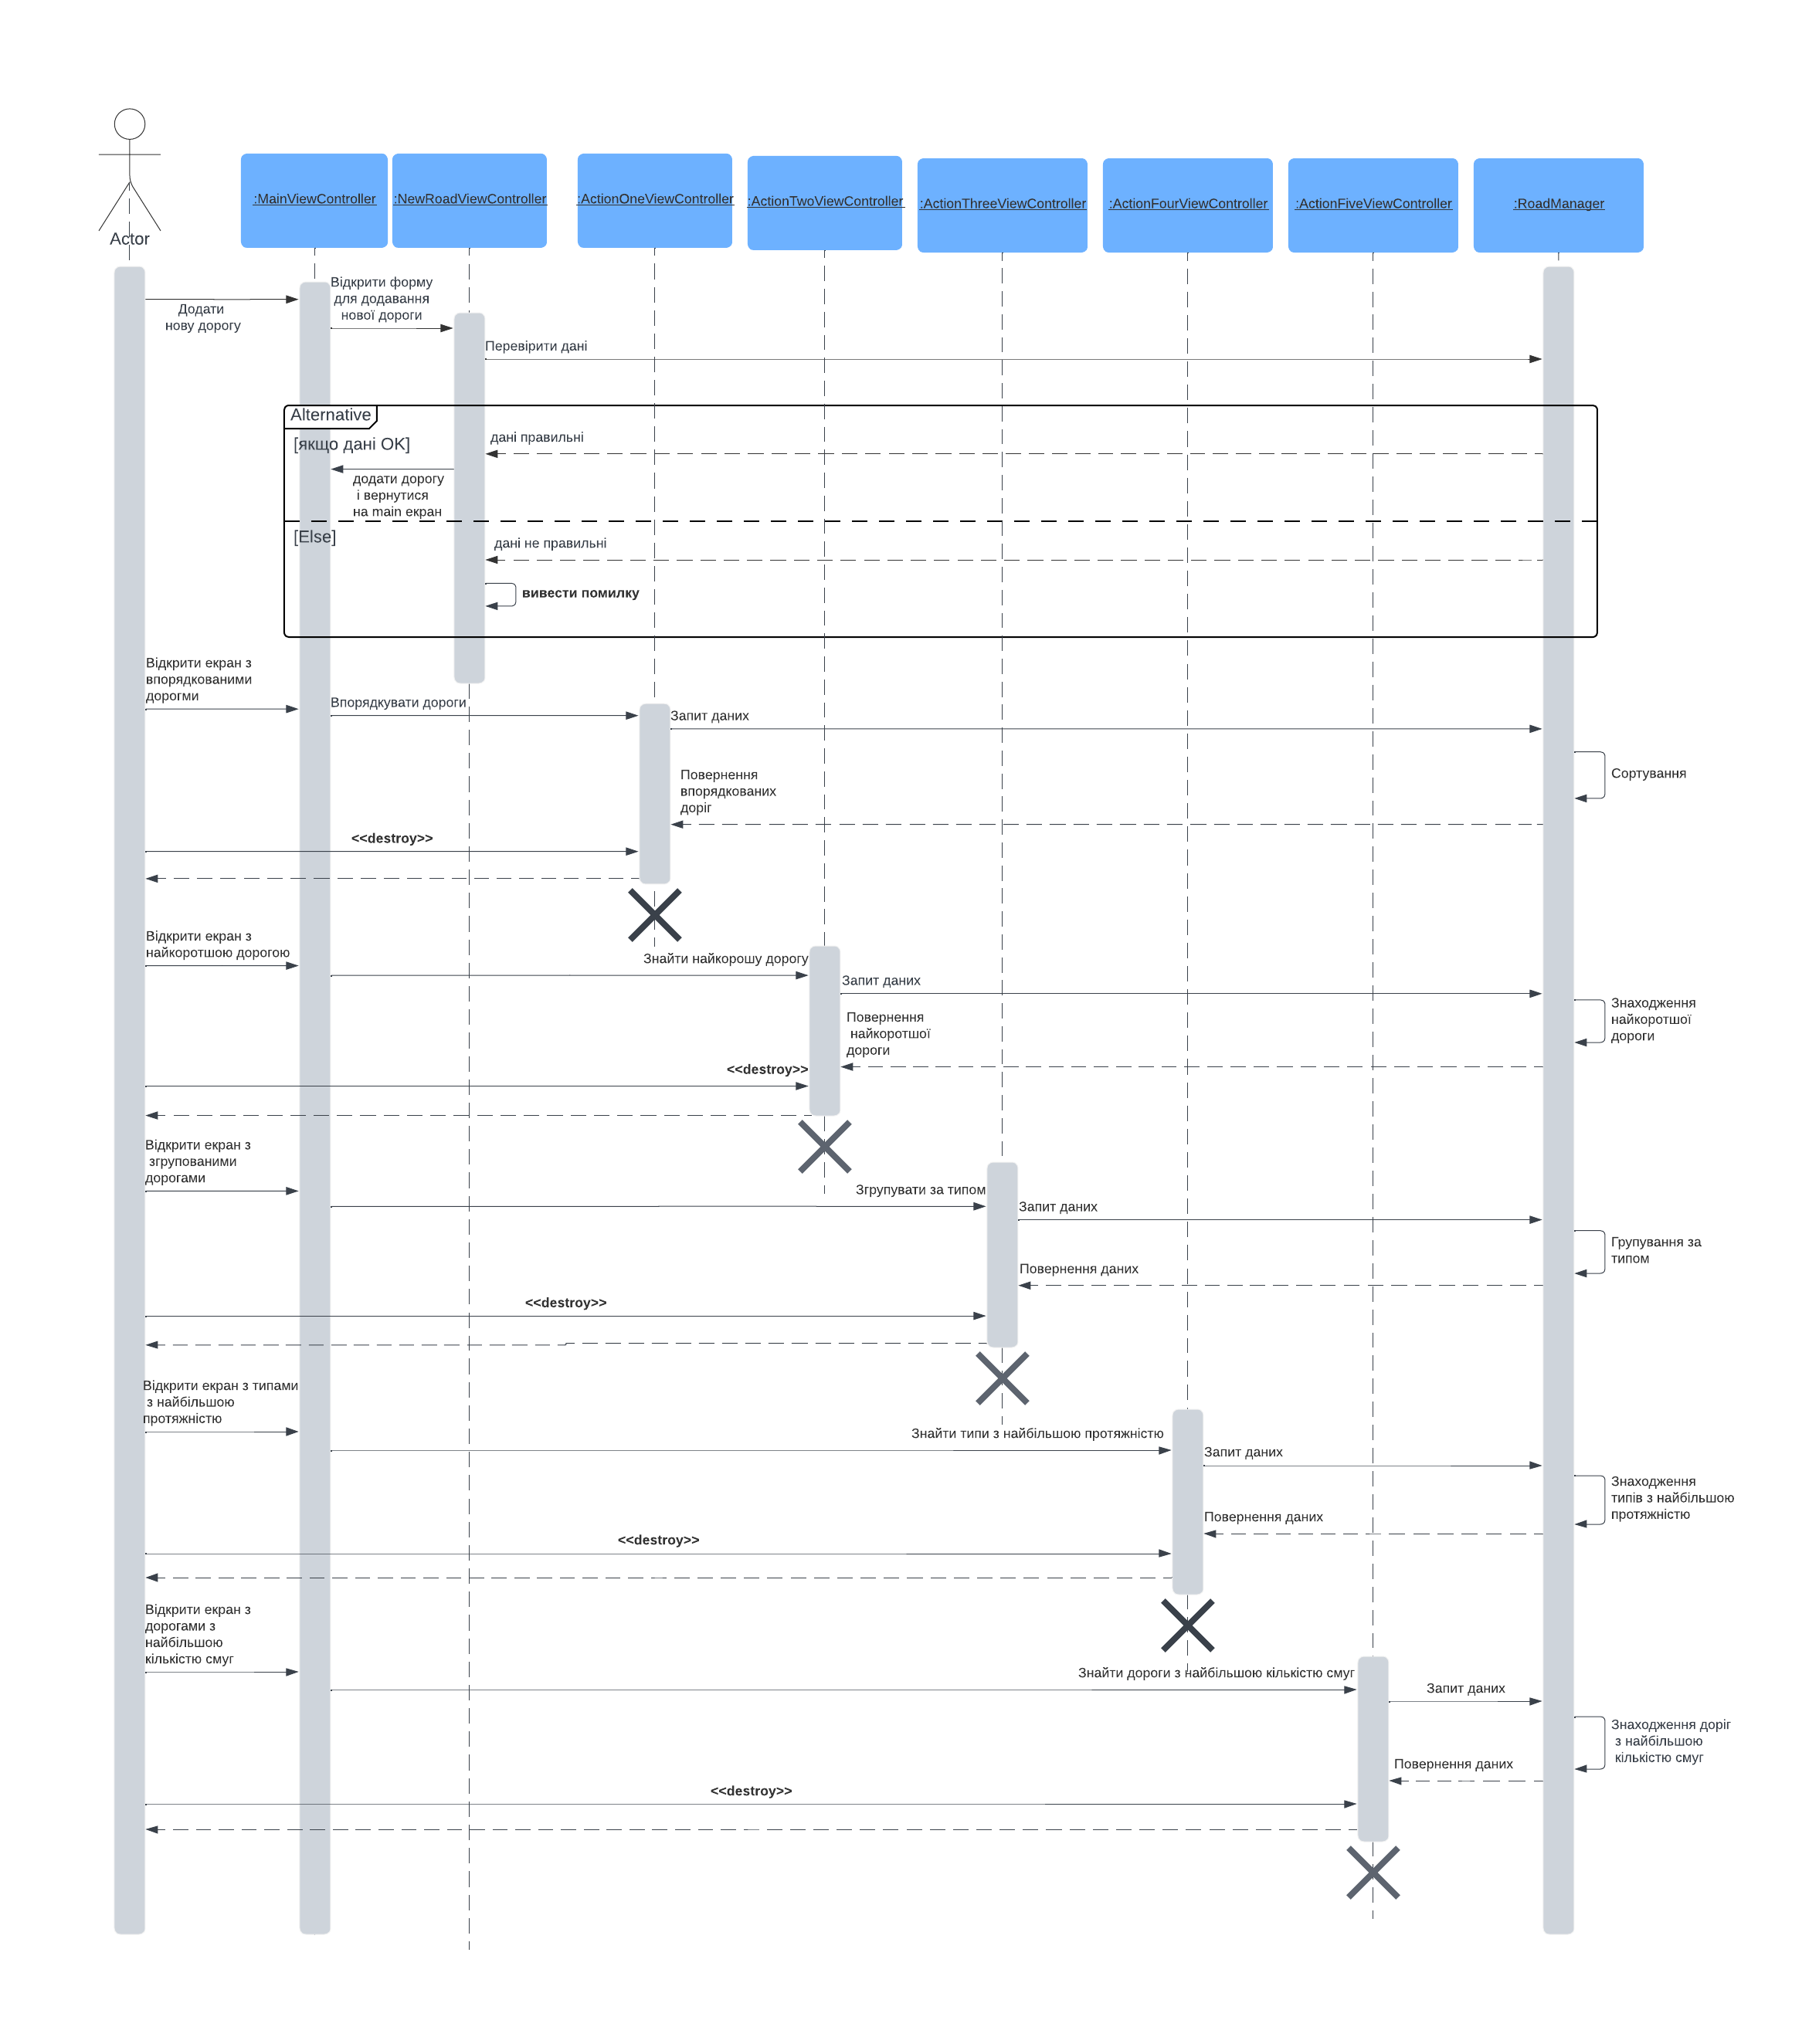 Actor
:MainViewController
:NewRoadViewController
:ActionOneViewController
:ActionTwoViewController
:ActionThreeViewController
:ActionFourViewController
:ActionFiveViewController
:RoadManager
Додати
нову дорогу
Відкрити форму
для додавання
нової дороги
Перевірити дані
Alternative
[якщо дані OK]
дані правильні
додати дорогу
і вернутися
на main екран
[Else]
дані не правильні
вивести помилку
Відкрити екран з
впорядкованими
дорогми
Впорядкувати дороги
Запит даних
Сортування
Повернення
впорядкованих
доріг
<<destroy>>
Відкрити екран з
найкоротшою дорогою
Знайти найкорошу дорогу
Запит даних
Знаходження
найкоротшої
дороги
Повернення
найкоротшої
дороги
<<destroy>>
Відкрити екран з
згрупованими
дорогами
Згрупувати за типом
Запит даних
Групування за
типом
Повернення даних
<<destroy>>
Відкрити екран з типами
з найбільшою
протяжністю
Знайти типи з найбільшою протяжністю
Запит даних
Знаходження
типів з найбільшою
протяжністю
Повернення даних
<<destroy>>
Відкрити екран з
дорогами з
найбільшою
кількістю смуг
Знайти дороги з найбільшою кількістю смуг
Запит даних
Знаходження доріг
з найбільшою
кількістю смуг
Повернення даних
<<destroy>>